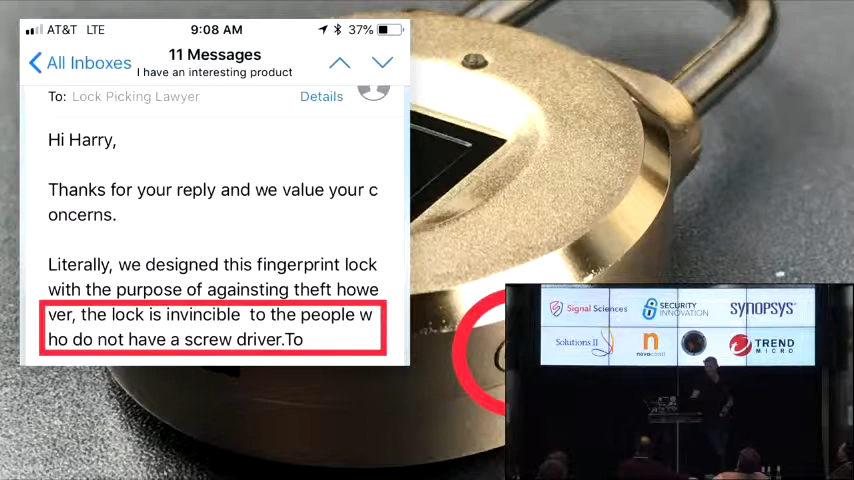 AT&T LTE 9:08 AM 37%
All Inboxes 11 Messages
I have an interesting product
To: Lock Picking Lawyer Details
Hi Harry,
Thanks for your reply and we value your c
oncerns.
Literally, we designed this fingerprint lock
with the purpose of againsting theft howe
ver, the lock is invincible to the people w
ho do not have a screw driver.To
Signal Sciences SECURITY INNOVATION SYNOPSYS
Solutions II n novacoast TREND MICRO